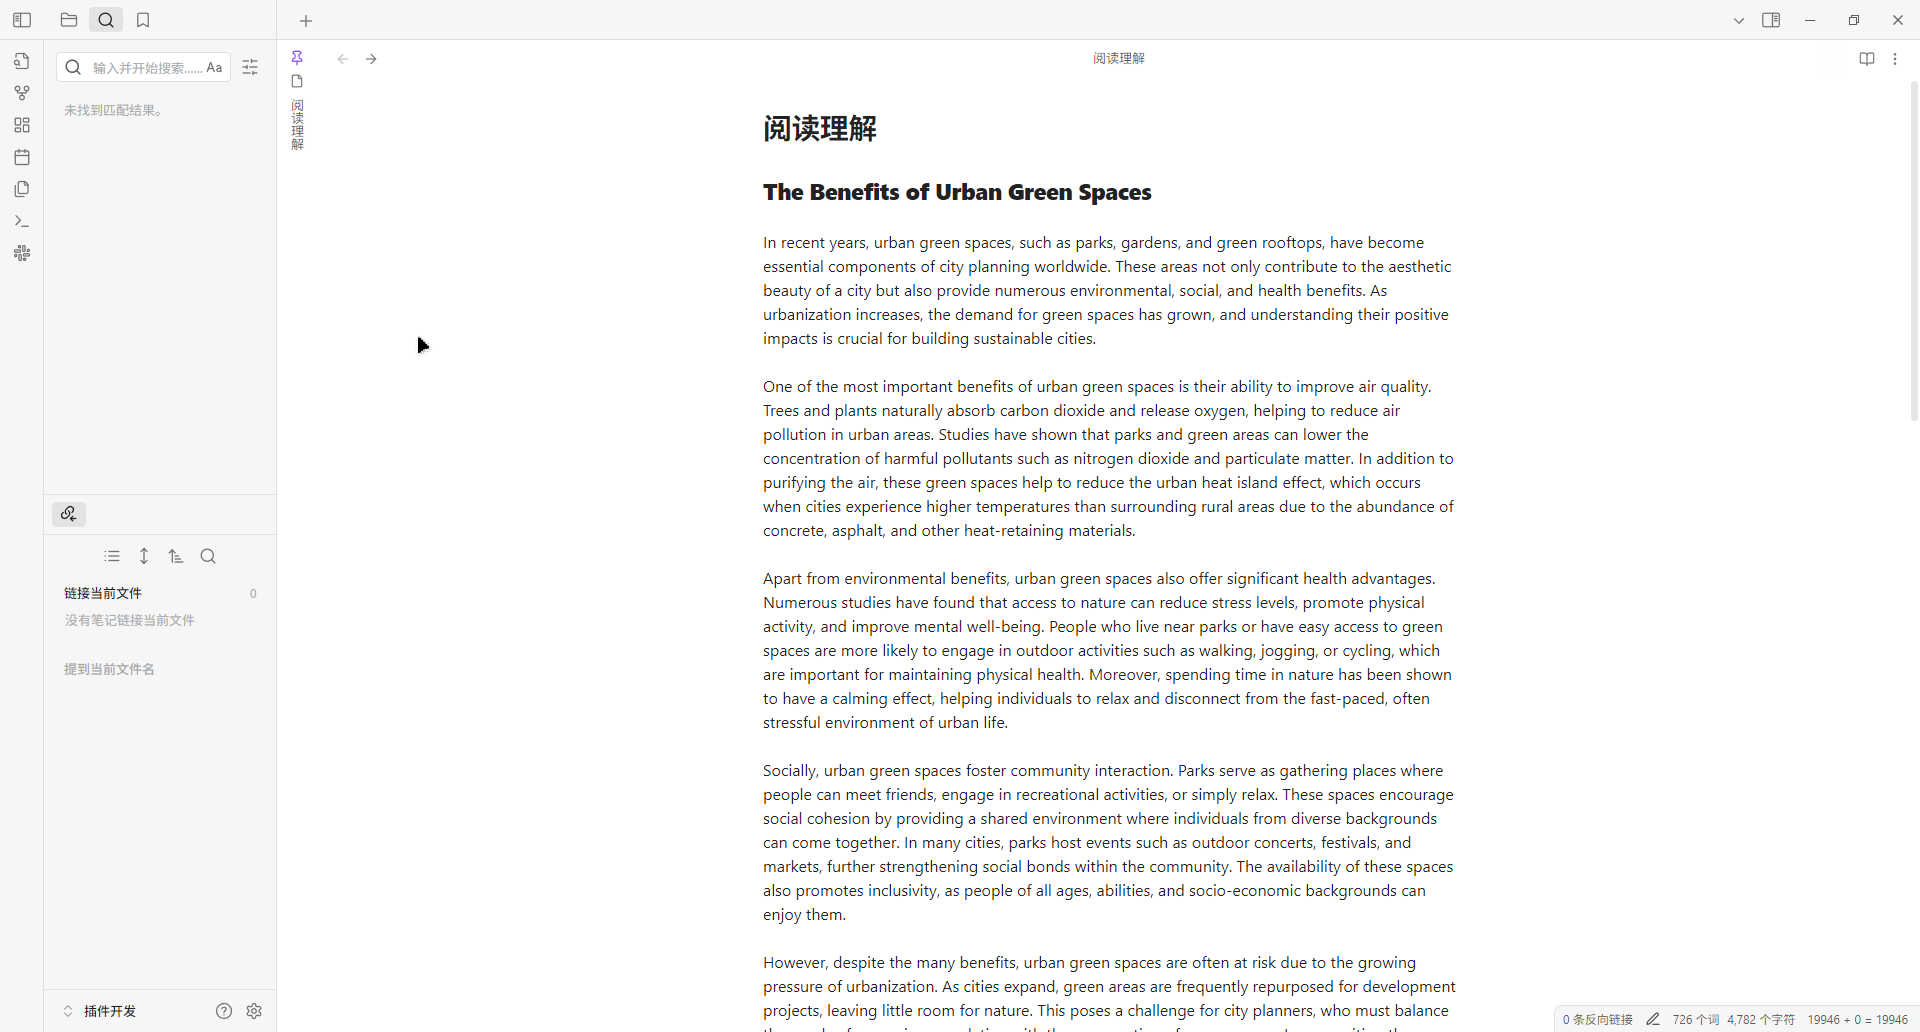 输入并开始搜索...... Aa
未找到匹配结果。
链接当前文件 0
没有笔记链接当前文件
提到当前文件名
插件开发
阅读理解
阅读理解
阅读理解
The Benefits of Urban Green Spaces
In recent years, urban green spaces, such as parks, gardens, and green rooftops, have become
essential components of city planning worldwide. These areas not only contribute to the aesthetic
beauty of a city but also provide numerous environmental, social, and health benefits. As
urbanization increases, the demand for green spaces has grown, and understanding their positive
impacts is crucial for building sustainable cities.
One of the most important benefits of urban green spaces is their ability to improve air quality.
Trees and plants naturally absorb carbon dioxide and release oxygen, helping to reduce air
pollution in urban areas. Studies have shown that parks and green areas can lower the
concentration of harmful pollutants such as nitrogen dioxide and particulate matter. In addition to
purifying the air, these green spaces help to reduce the urban heat island effect, which occurs
when cities experience higher temperatures than surrounding rural areas due to the abundance of
concrete, asphalt, and other heat-retaining materials.
Apart from environmental benefits, urban green spaces also offer significant health advantages.
Numerous studies have found that access to nature can reduce stress levels, promote physical
activity, and improve mental well-being. People who live near parks or have easy access to green
spaces are more likely to engage in outdoor activities such as walking, jogging, or cycling, which
are important for maintaining physical health. Moreover, spending time in nature has been shown
to have a calming effect, helping individuals to relax and disconnect from the fast-paced, often
stressful environment of urban life.
Socially, urban green spaces foster community interaction. Parks serve as gathering places where
people can meet friends, engage in recreational activities, or simply relax. These spaces encourage
social cohesion by providing a shared environment where individuals from diverse backgrounds
can come together. In many cities, parks host events such as outdoor concerts, festivals, and
markets, further strengthening social bonds within the community. The availability of these spaces
also promotes inclusivity, as people of all ages, abilities, and socio-economic backgrounds can
enjoy them.
However, despite the many benefits, urban green spaces are often at risk due to the growing
pressure of urbanization. As cities expand, green areas are frequently repurposed for development
projects, leaving little room for nature. This poses a challenge for city planners, who must balance
0 条反向链接 726 个词 4,782 个字符 19946 + 0 = 19946